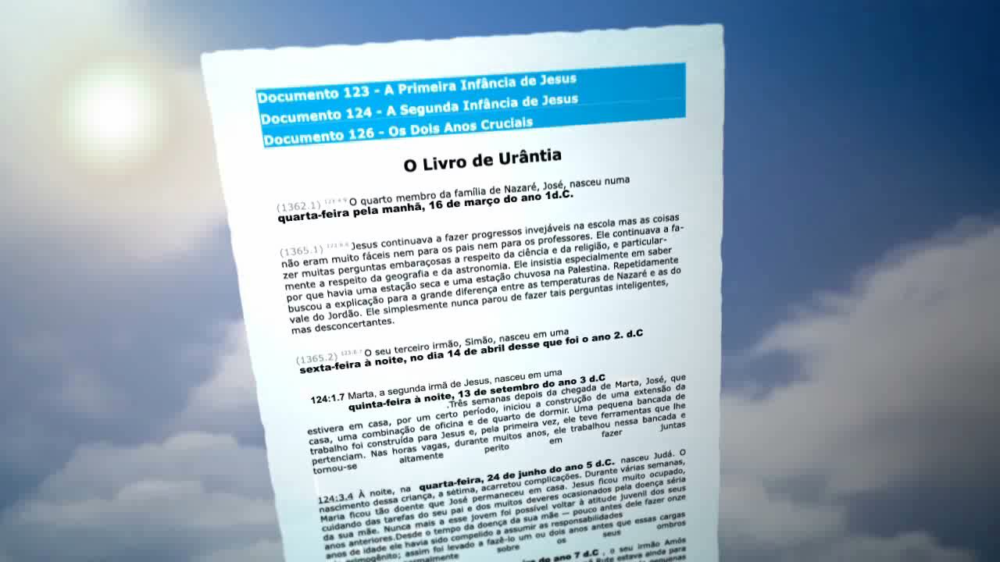 Documento 123 - A Primeira Infância de Jesus
Documento 124 - A Segunda Infância de Jesus
Documento 126 - Os Dois Anos Cruciais
O Livro de Urântia
(1362.1) 123:4.9 O quarto membro da família de Nazaré, José, nasceu numa
quarta-feira pela manhã, 16 de março do ano 1d.C.
(1365.1) 123:6.6 Jesus continuava a fazer progressos invejáveis na escola mas as coisas
não eram muito fáceis nem para os pais nem para os professores. Ele continuava a fa-
zer muitas perguntas embaraçosas a respeito da ciência e da religião, e particular-
mente a respeito da geografia e da astronomia. Ele insistia especialmente em saber
por que havia uma estação seca e uma estação chuvosa na Palestina. Repetidamente
buscou a explicação para a grande diferença entre as temperaturas de Nazaré e as do
vale do Jordão. Ele simplesmente nunca parou de fazer tais perguntas inteligentes,
mas desconcertantes.
(1365.2) 123:6.7 O seu terceiro irmão, Simão, nasceu em uma
sexta-feira à noite, no dia 14 de abril desse que foi o ano 2. d.C
124:1.7 Marta, a segunda irmã de Jesus, nasceu em uma
quinta-feira à noite, 13 de setembro do ano 3 d.C
.Três semanas depois da chegada de Marta, José, que
estivera em casa, por um certo período, iniciou a construção de uma extensão da
casa, uma combinação de oficina e de quarto de dormir. Uma pequena bancada de
trabalho foi construída para Jesus e, pela primeira vez, ele teve ferramentas que lhe
pertenciam. Nas horas vagas, durante muitos anos, ele trabalhou nessa bancada e
tornou-se altamente perito em fazer juntas
124:3.4 À noite, na quarta-feira, 24 de junho do ano 5 d.C. nasceu Judá. O
nascimento dessa criança, a sétima, acarretou complicações. Durante várias semanas,
Maria ficou tão doente que José permaneceu em casa. Jesus ficou muito ocupado,
cuidando das tarefas do seu pai e dos muitos deveres ocasionados pela doença séria
da sua mãe. Nunca mais a esse jovem foi possível voltar à atitude juvenil dos seus
anos anteriores.Desde o tempo da doença da sua mãe — pouco antes dele fazer onze
anos de idade ele havia sido compelido a assumir as responsabilidades
primogênito; assim foi levado a fazê-lo um ou dois anos antes que essas cargas
normalmente sobre os seus ombros
do ano 7 d.C , o seu irmão Amós
Rute estava ainda para
pequenas